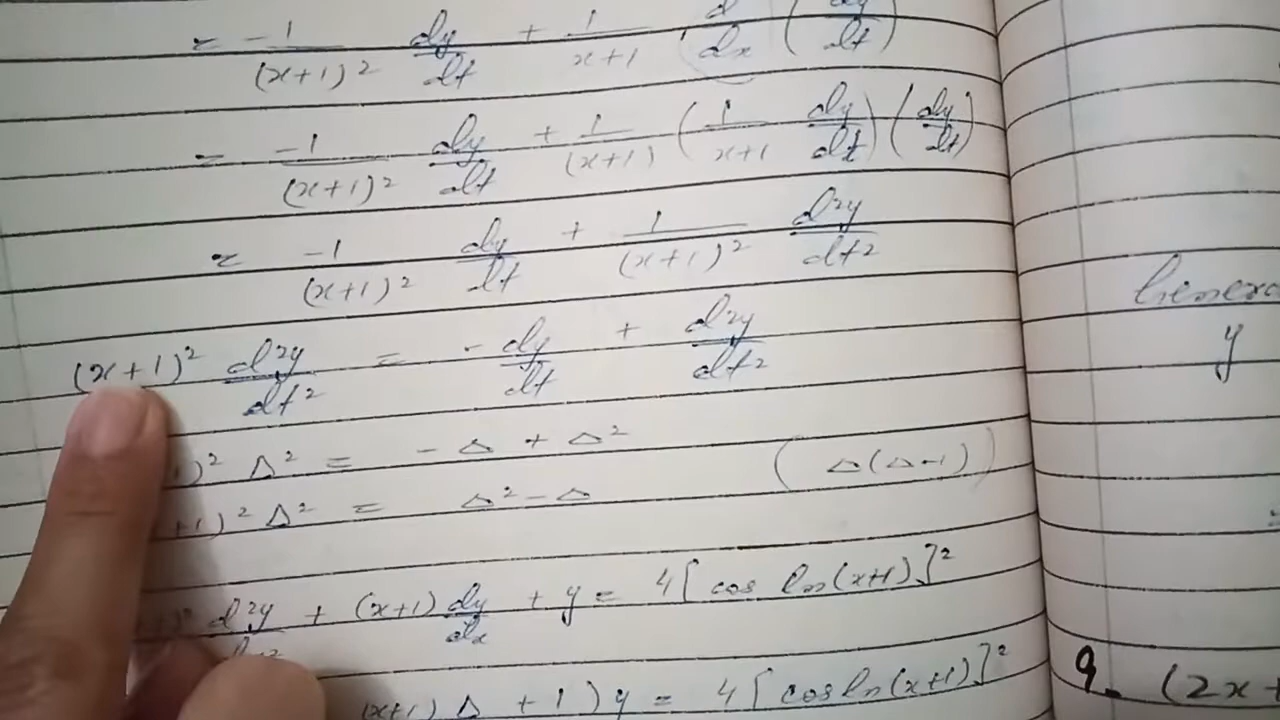 = -1/(x+1)² dy/dt + 1/x+1 d/dx (dy/dt)
= -1/(x+1)² dy/dt + 1/(x+1) (1/x+1 dy/dt) (dy/dt)
= -1/(x+1)² dy/dt + 1/(x+1)² d²y/dt²
(x+1)² d²y/dt² = - dy/dt + d²y/dt²
)² Δ² = - Δ + Δ² (Δ(Δ-1))
+1)² Δ² = Δ² - Δ
d²y + (x+1) dy/dx + y = 4[cos ln(x+1)]²
(x+1) Δ + 1) y = 4[cos ln(x+1)]²
y
9. (2x+